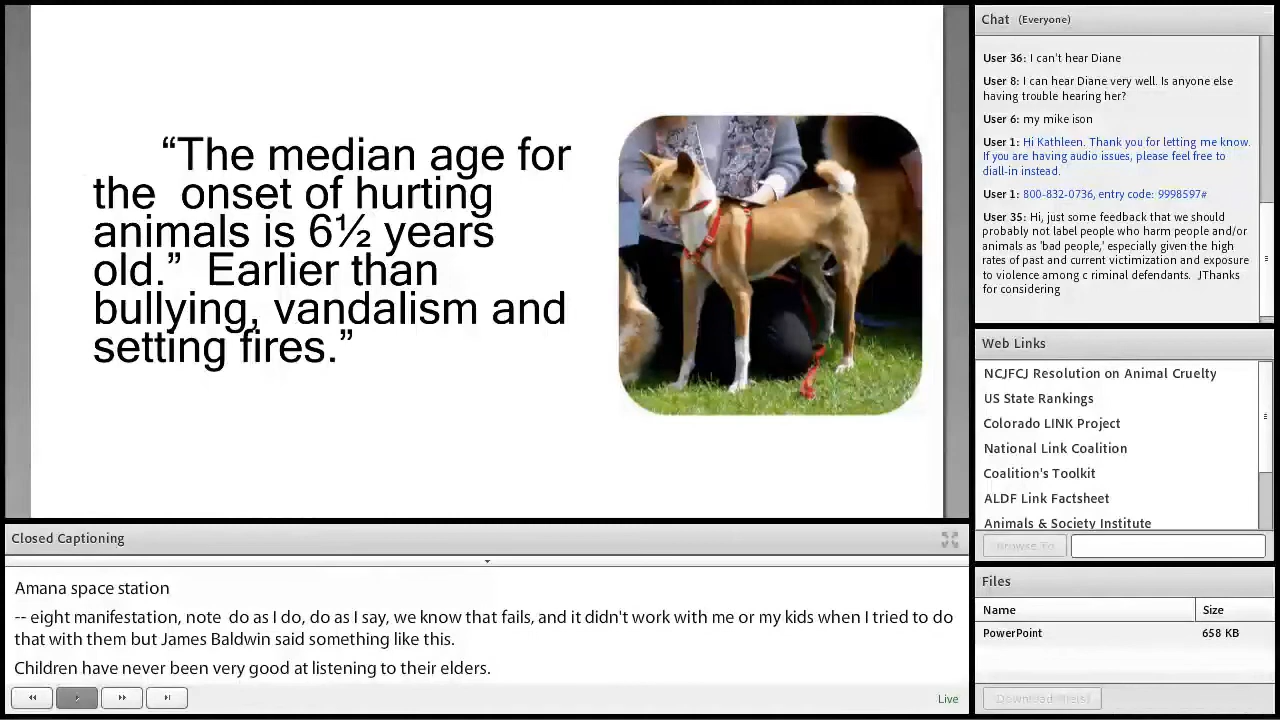 “The median age for
the  onset of hurting
animals is 6½ years
old.”  Earlier than
bullying, vandalism and
setting fires.”
Closed Captioning
Amana space station
-- eight manifestation, note  do as I do, do as I say, we know that fails, and it didn't work with me or my kids when I tried to do
that with them but James Baldwin said something like this.
Children have never been very good at listening to their elders.
Live
Chat (Everyone)
User 36: I can't hear Diane
User 8: I can hear Diane very well. Is anyone else
having trouble hearing her?
User 6: my mike ison
User 1: Hi Kathleen. Thank you for letting me know.
If you are having audio issues, please feel free to
diall-in instead.
User 1: 800-832-0736, entry code: 9998597#
User 35: Hi, just some feedback that we should
probably not label people who harm people and/or
animals as 'bad people,' especially given the high
rates of past and current victimization and exposure
to violence among c riminal defendants.  JThanks
for considering
Web Links
NCJFCJ Resolution on Animal Cruelty
US State Rankings
Colorado LINK Project
National Link Coalition
Coalition's Toolkit
ALDF Link Factsheet
Animals & Society Institute
Browse To
Files
Name Size
PowerPoint 658 KB
Download File(s)